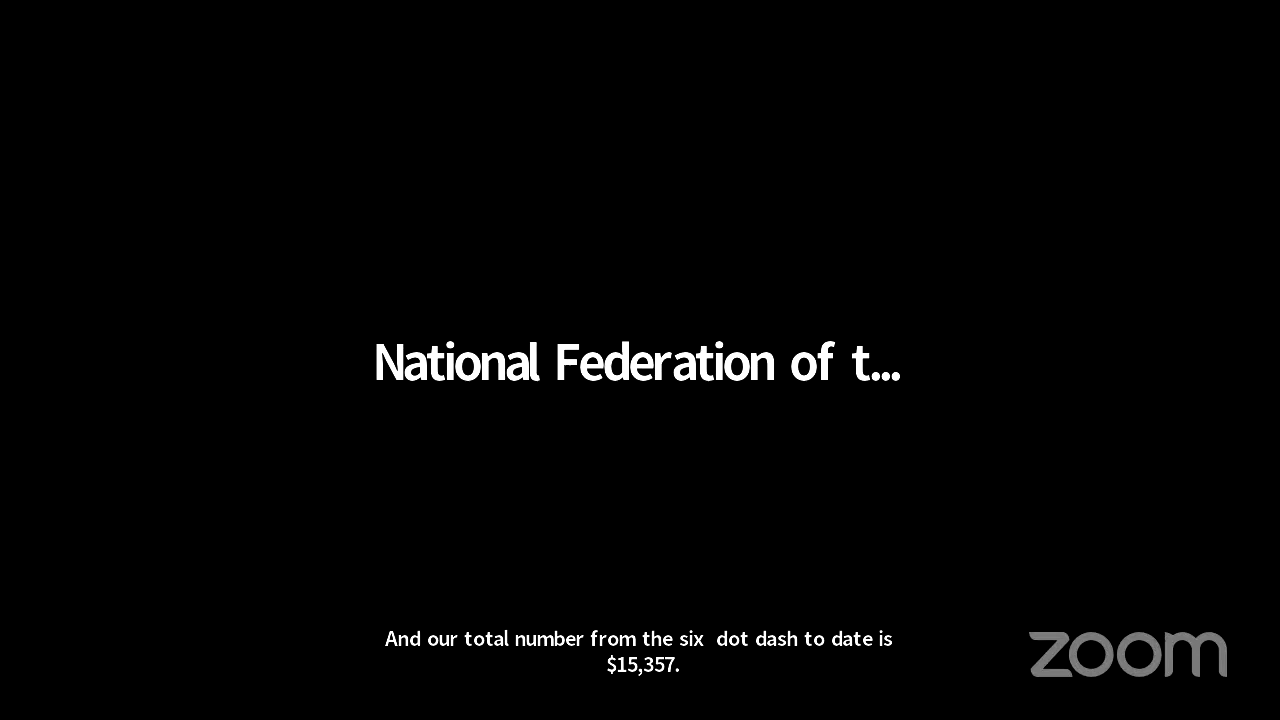 National Federation of t...
And our total number from the six  dot dash to date is
$15,357.
zoom